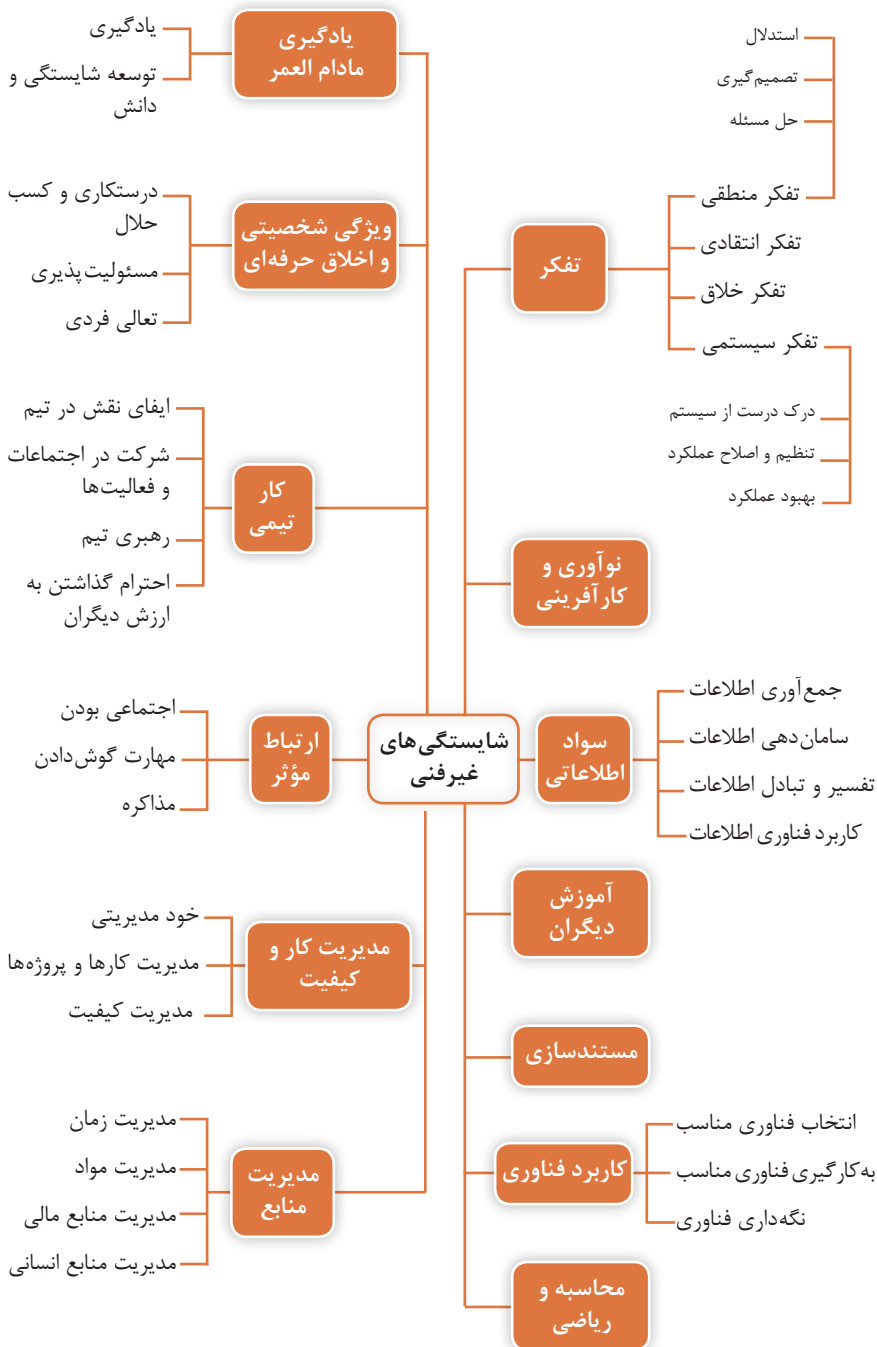 شایستگی‌های
غیرفنی
تفکر
تفکر منطقی
استدلال
تصمیم‌گیری
حل مسئله
تفکر انتقادی
تفکر خلاق
تفکر سیستمی
درک درست از سیستم
تنظیم و اصلاح عملکرد
بهبود عملکرد
نوآوری و
کارآفرینی
سواد
اطلاعاتی
جمع‌آوری اطلاعات
سامان‌دهی اطلاعات
تفسیر و تبادل اطلاعات
کاربرد فناوری اطلاعات
آموزش
دیگران
مستندسازی
کاربرد فناوری
انتخاب فناوری مناسب
به‌کارگیری فناوری مناسب
نگه‌داری فناوری
محاسبه و
ریاضی
یادگیری
مادام العمر
یادگیری
توسعه شایستگی و
دانش
ویژگی شخصیتی
و اخلاق حرفه‌ای
درستکاری و کسب
حلال
مسئولیت‌پذیری
تعالی فردی
کار
تیمی
ایفای نقش در تیم
شرکت در اجتماعات
و فعالیت‌ها
رهبری تیم
احترام گذاشتن به
ارزش دیگران
ارتباط
مؤثر
اجتماعی بودن
مهارت گوش‌دادن
مذاکره
مدیریت کار و
کیفیت
خود مدیریتی
مدیریت کارها و پروژه‌ها
مدیریت کیفیت
مدیریت
منابع
مدیریت زمان
مدیریت مواد
مدیریت منابع مالی
مدیریت منابع انسانی